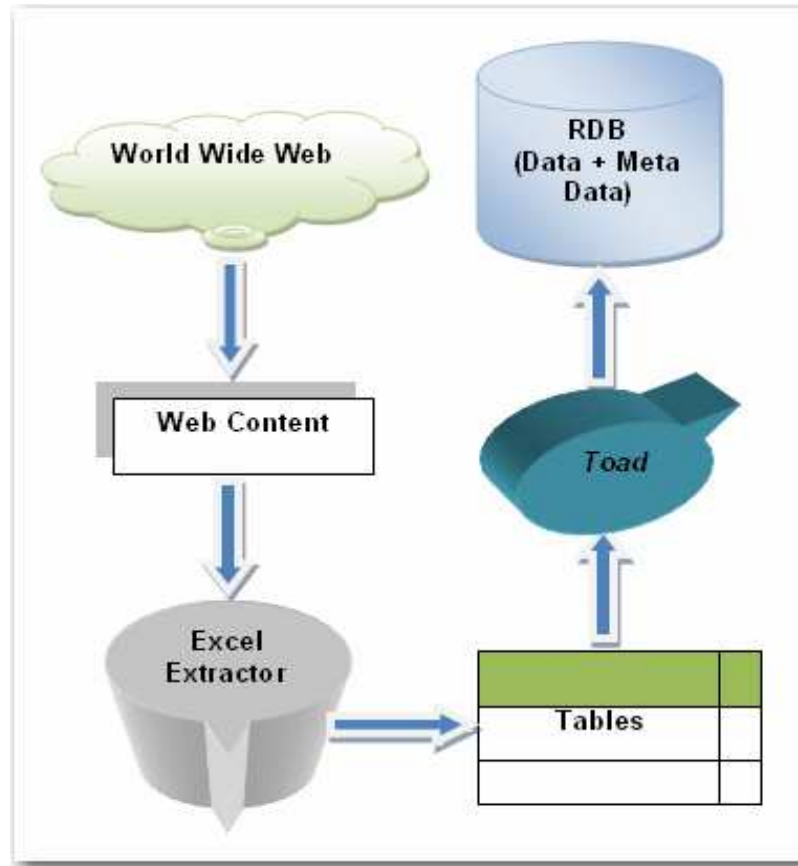 World Wide Web
Web Content
Excel
Extractor
Tables
Toad
RDB
(Data + Meta
Data)